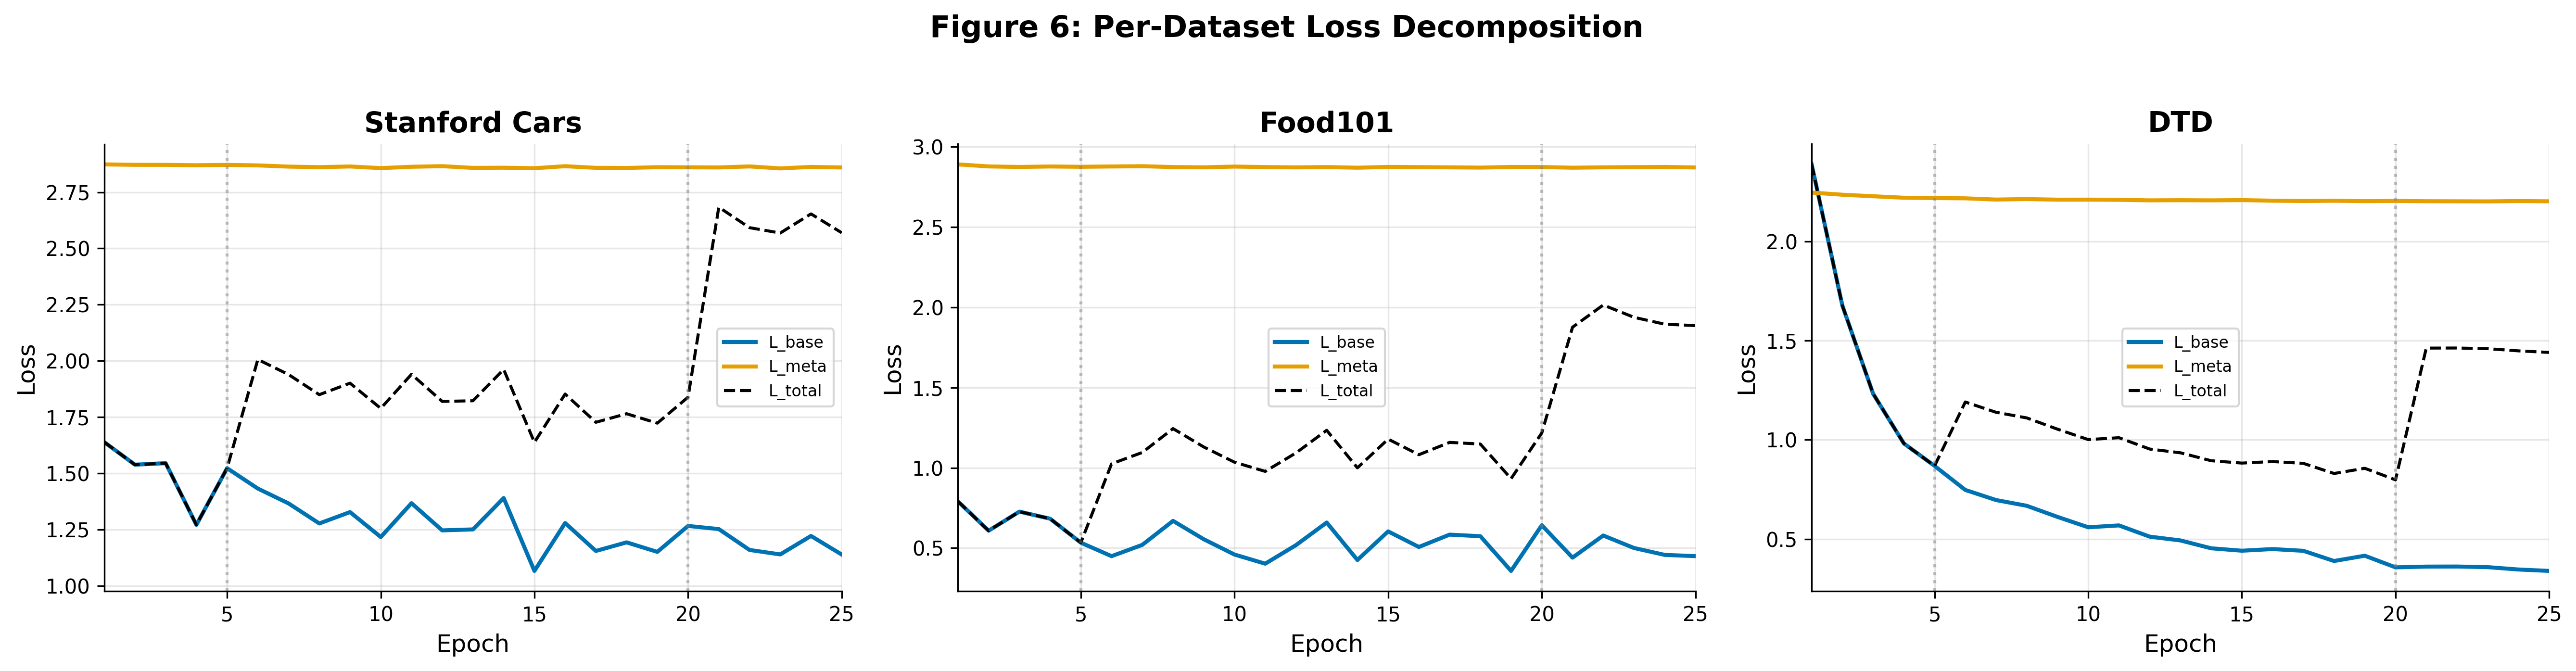 Figure 6: Per-Dataset Loss Decomposition
Stanford Cars
Loss
2.75
2.50
2.25
2.00
1.75
1.50
1.25
1.00
L_base
L_meta
L_total
5 10 15 20 25
Epoch
Food101
Loss
3.0
2.5
2.0
1.5
1.0
0.5
L_base
L_meta
L_total
5 10 15 20 25
Epoch
DTD
Loss
2.0
1.5
1.0
0.5
L_base
L_meta
L_total
5 10 15 20 25
Epoch